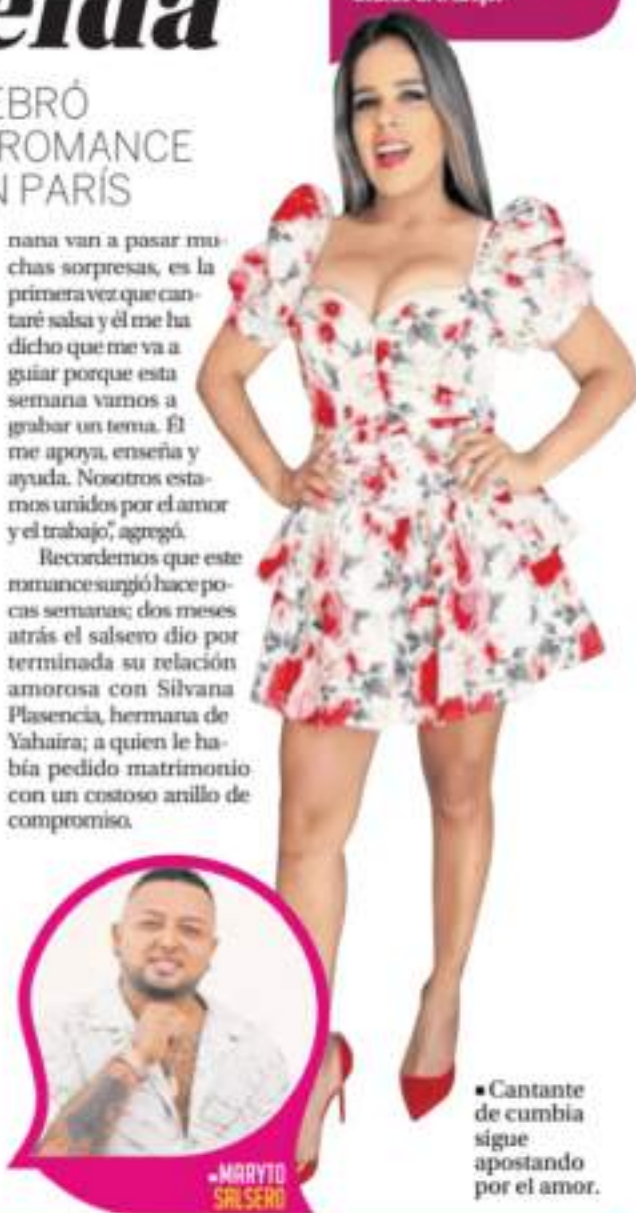 eida
EBRÓ
ROMANCE
N PARÍS
nana van a pasar mu-
chas sorpresas, es la
primera vez que can-
taré salsa y él me ha
dicho que me va a
guiar porque esta
semana vamos a
grabar un tema. Él
me apoya, enseña y
ayuda. Nosotros esta-
mos unidos por el amor
y el trabajo”, agregó.
Recordemos que este
romance surgió hace po-
cas semanas; dos meses
atrás el salsero dio por
terminada su relación
amorosa con Silvana
Plasencia, hermana de
Yahaira; a quien le ha-
bía pedido matrimonio
con un costoso anillo de
compromiso.
MARYTO
SALSERO
▪ Cantante
de cumbia
sigue
apostando
por el amor.